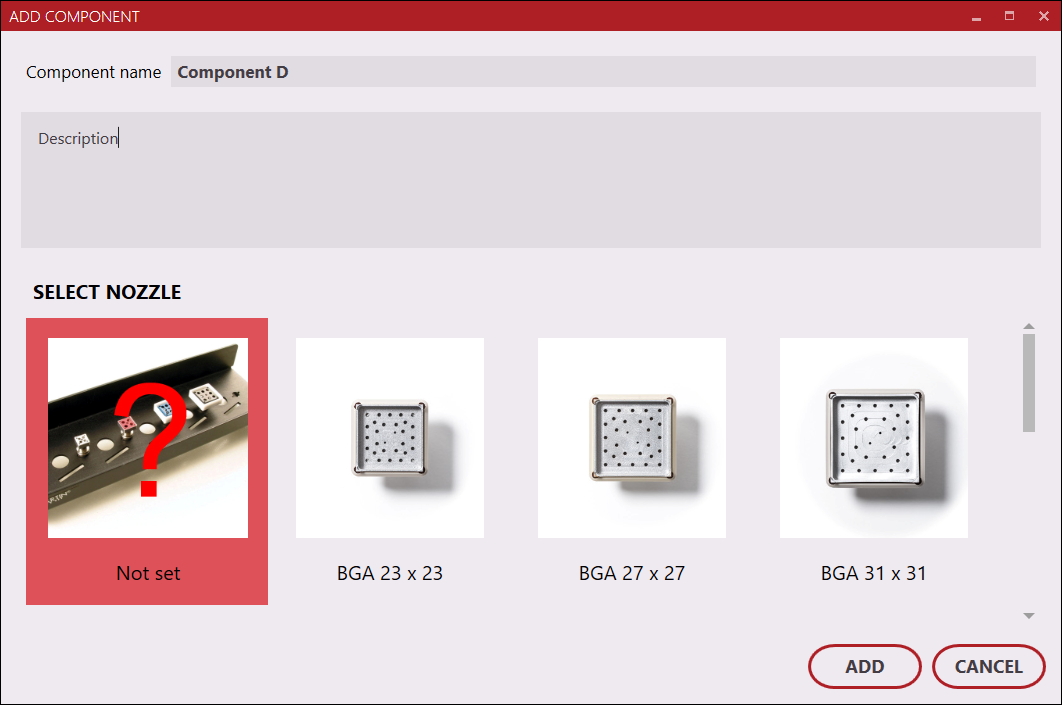 ADD COMPONENT
Component name Component D
Description
SELECT NOZZLE
?
Not set BGA 23 x 23 BGA 27 x 27 BGA 31 x 31
ADD CANCEL